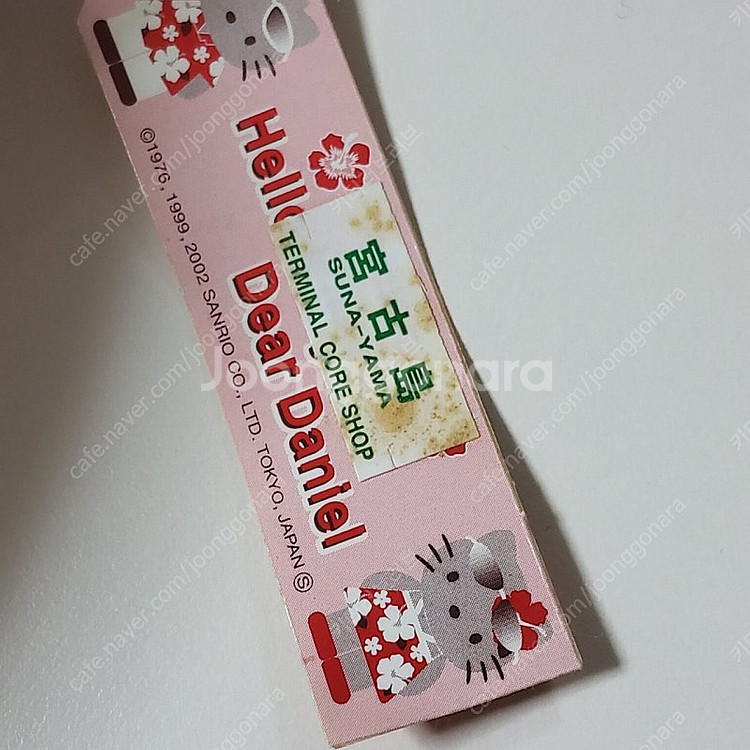 Hello
Dear Daniel
©1976, 1999, 2002 SANRIO CO., LTD. TOKYO, JAPAN Ⓢ
宮古島
SUNA-YAMA
TERMINAL CORE SHOP
Joonggonara
cafe.naver.com/joonggonara